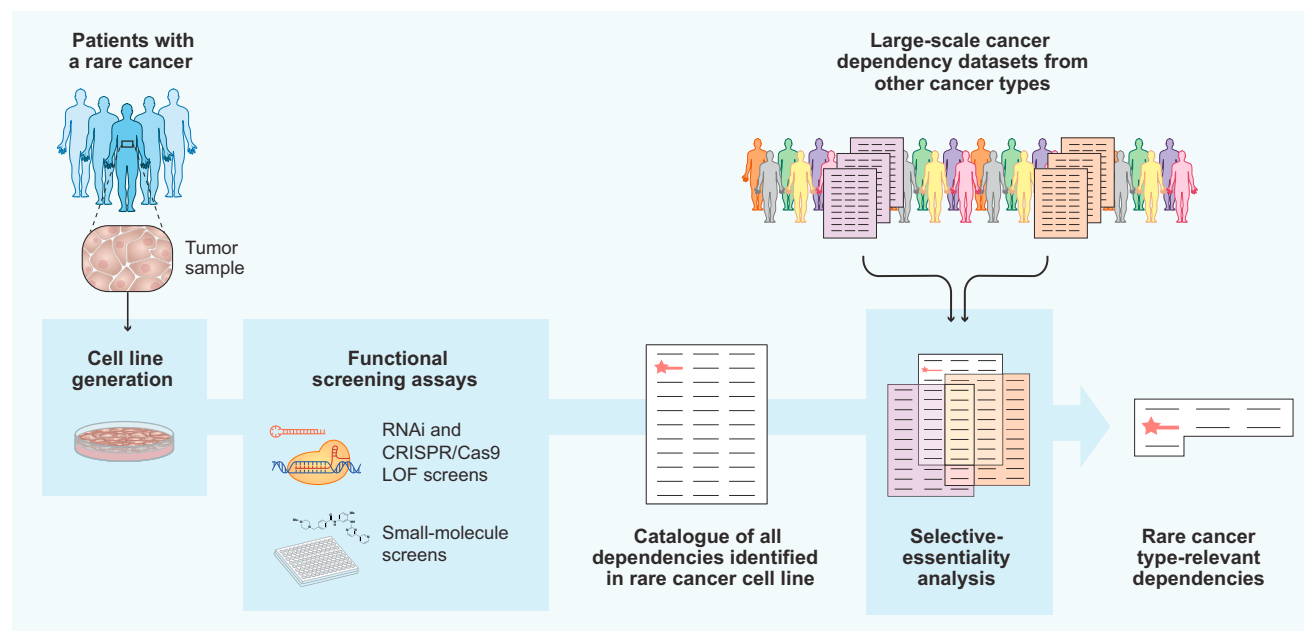 Patients with
a rare cancer
Large-scale cancer
dependency datasets from
other cancer types
Tumor
sample
Cell line
generation
Functional
screening assays
RNAi and
CRISPR/Cas9
LOF screens
Small-molecule
screens
Catalogue of all
dependencies identified
in rare cancer cell line
Selective-
essentiality
analysis
Rare cancer
type-relevant
dependencies